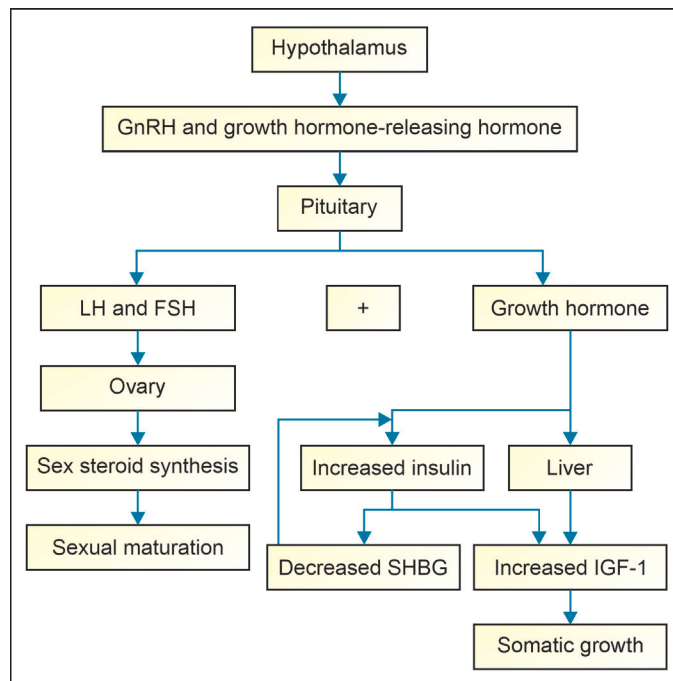 Hypothalamus
GnRH and growth hormone-releasing hormone
Pituitary
LH and FSH
+
Growth hormone
Ovary
Sex steroid synthesis
Increased insulin
Liver
Sexual maturation
Decreased SHBG
Increased IGF-1
Somatic growth